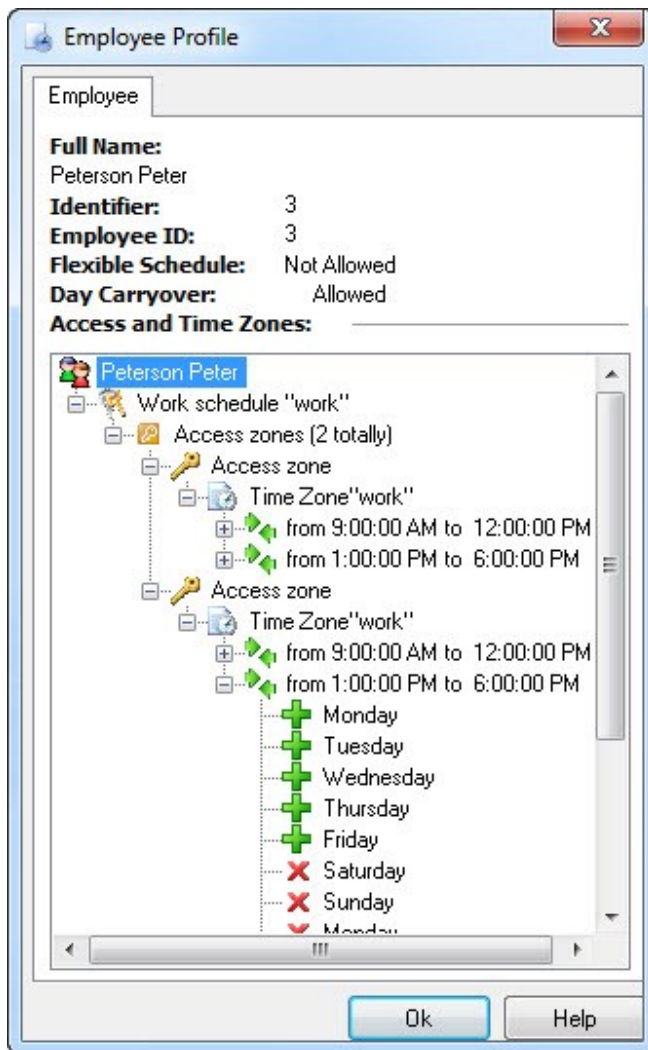 Employee Profile
Employee
Full Name:
Peterson Peter
Identifier: 3
Employee ID: 3
Flexible Schedule: Not Allowed
Day Carryover: Allowed
Access and Time Zones:
Peterson Peter
Work schedule "work"
Access zones (2 totally)
Access zone
Time Zone"work"
from 9:00:00 AM to 12:00:00 PM
from 1:00:00 PM to 6:00:00 PM
Access zone
Time Zone"work"
from 9:00:00 AM to 12:00:00 PM
from 1:00:00 PM to 6:00:00 PM
Monday
Tuesday
Wednesday
Thursday
Friday
Saturday
Sunday
Monday
Ok Help